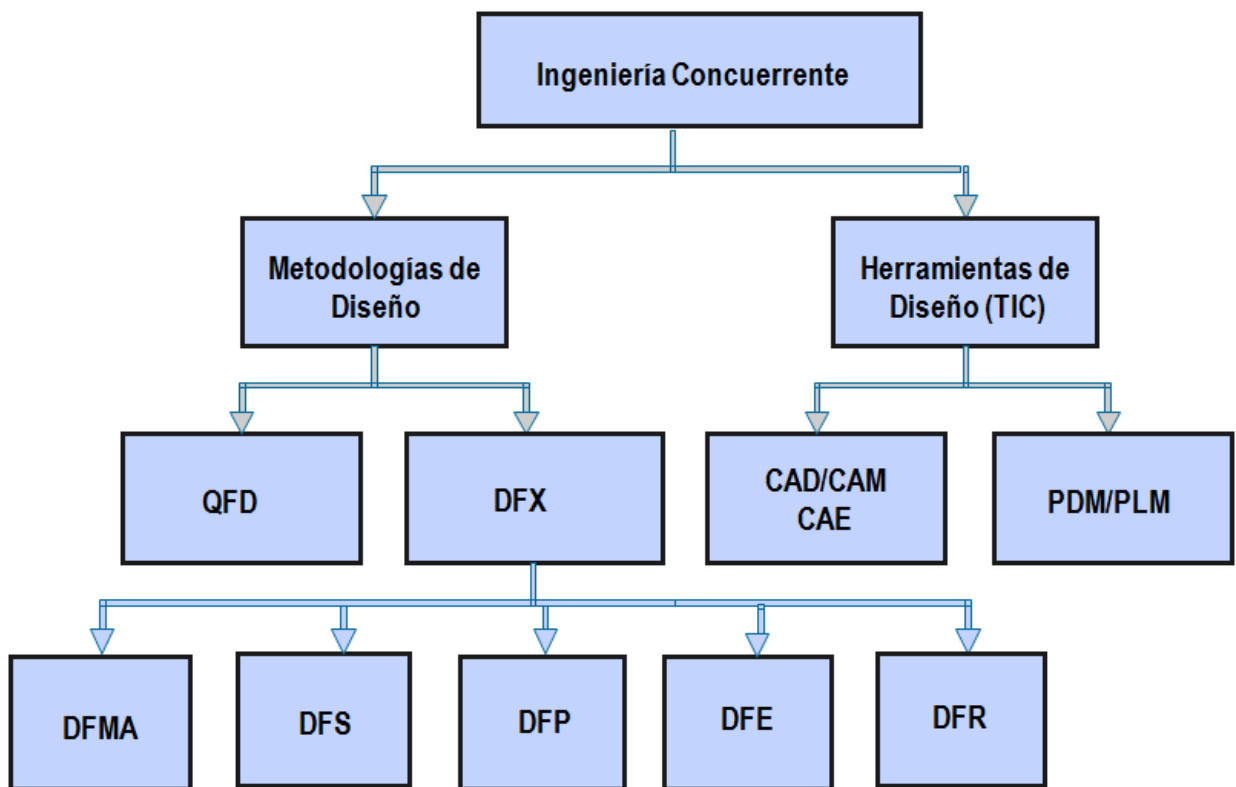 Ingeniería Concuerrente
Metodologías de
Diseño
Herramientas de
Diseño (TIC)
QFD
DFX
CAD/CAM
CAE
PDM/PLM
DFMA
DFS
DFP
DFE
DFR